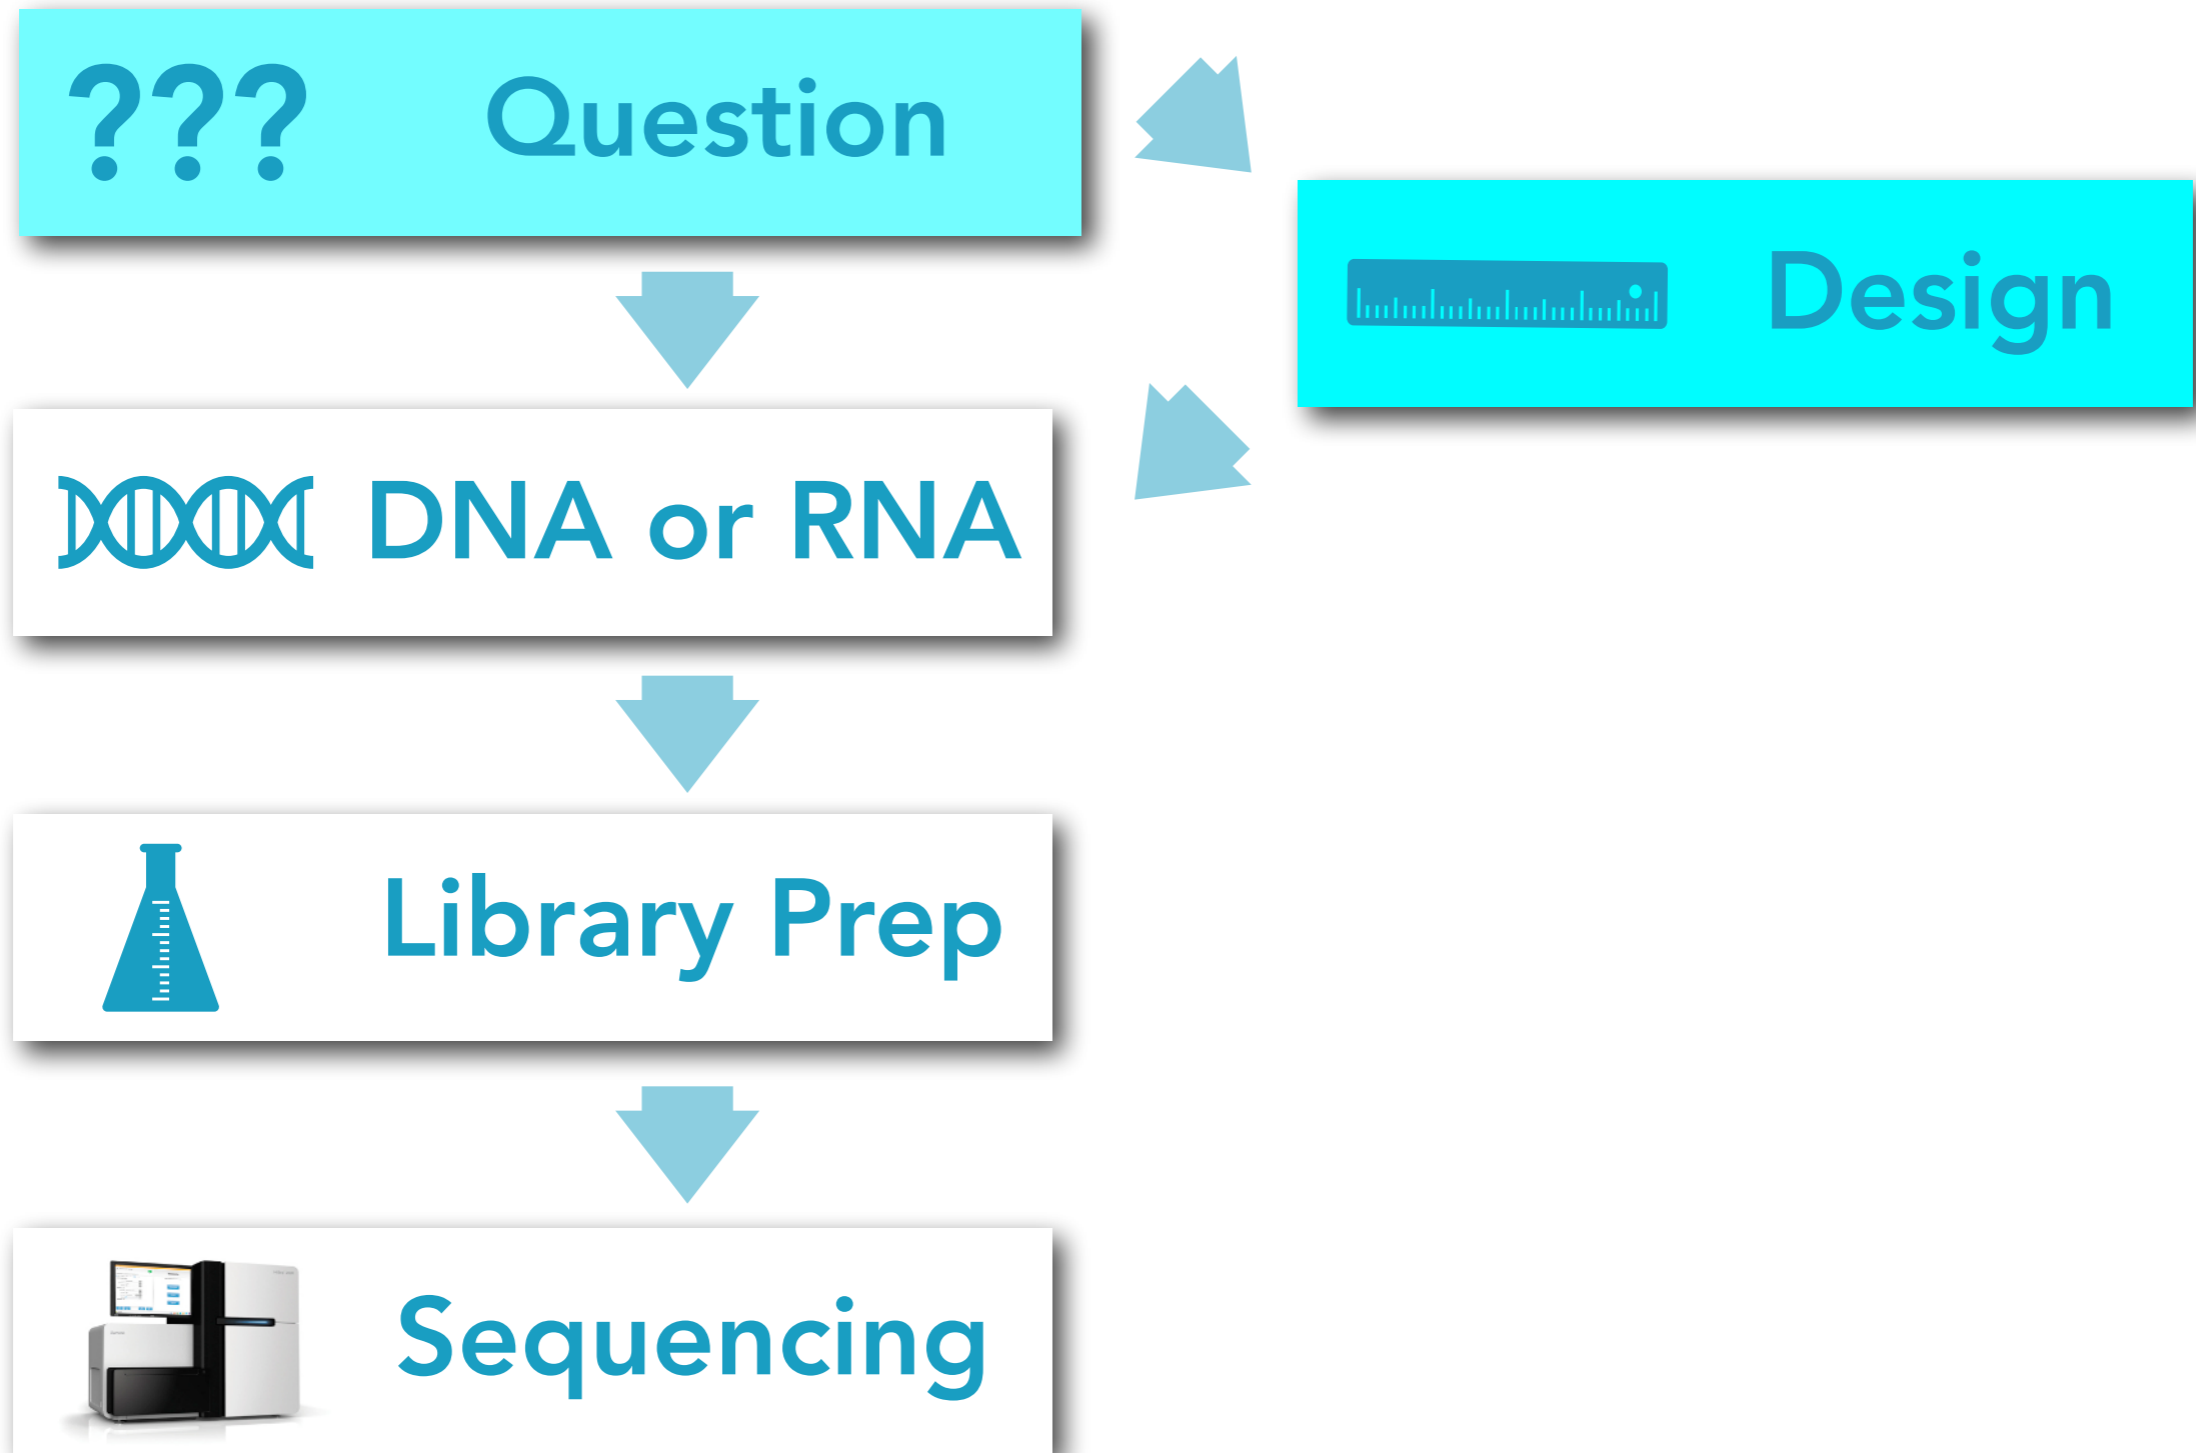 ??? Question
Design
DNA or RNA
Library Prep
Sequencing